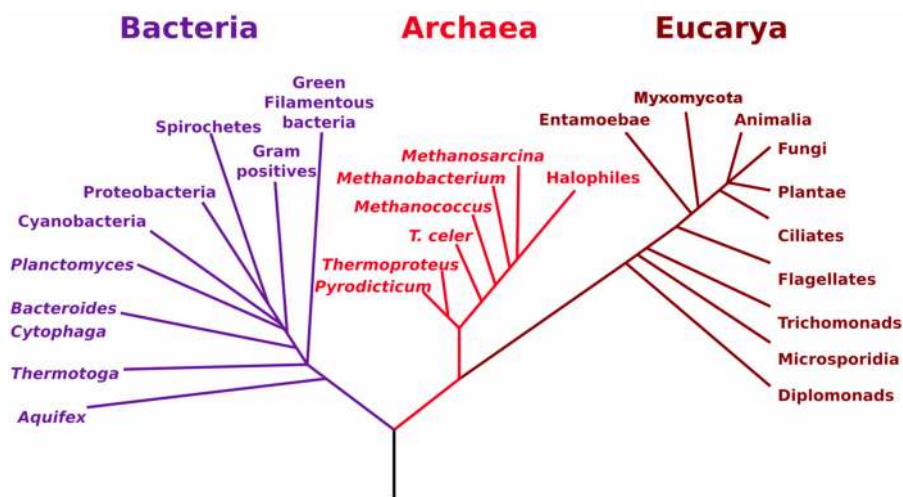 Bacteria
Archaea
Eucarya
Green
Filamentous
bacteria
Spirochetes
Gram
positives
Proteobacteria
Cyanobacteria
Planctomyces
Bacteroides
Cytophaga
Thermotoga
Aquifex
Methanosarcina
Methanobacterium
Halophiles
Methanococcus
T. celer
Thermoproteus
Pyrodicticum
Entamoebae
Myxomycota
Animalia
Fungi
Plantae
Ciliates
Flagellates
Trichomonads
Microsporidia
Diplomonads